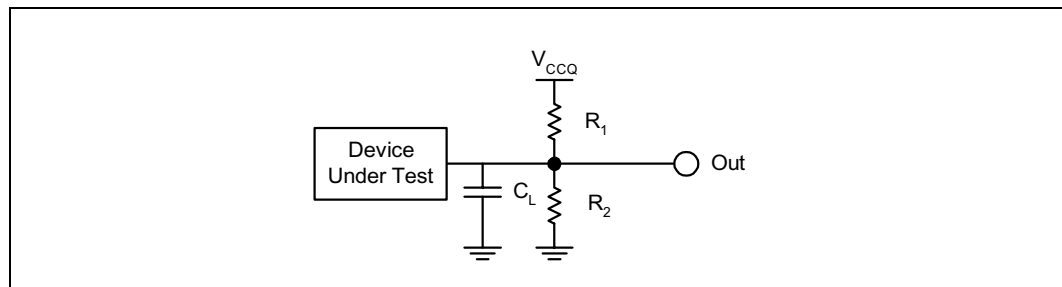 V_CCQ
R_1
Device
Under Test
Out
C_L
R_2